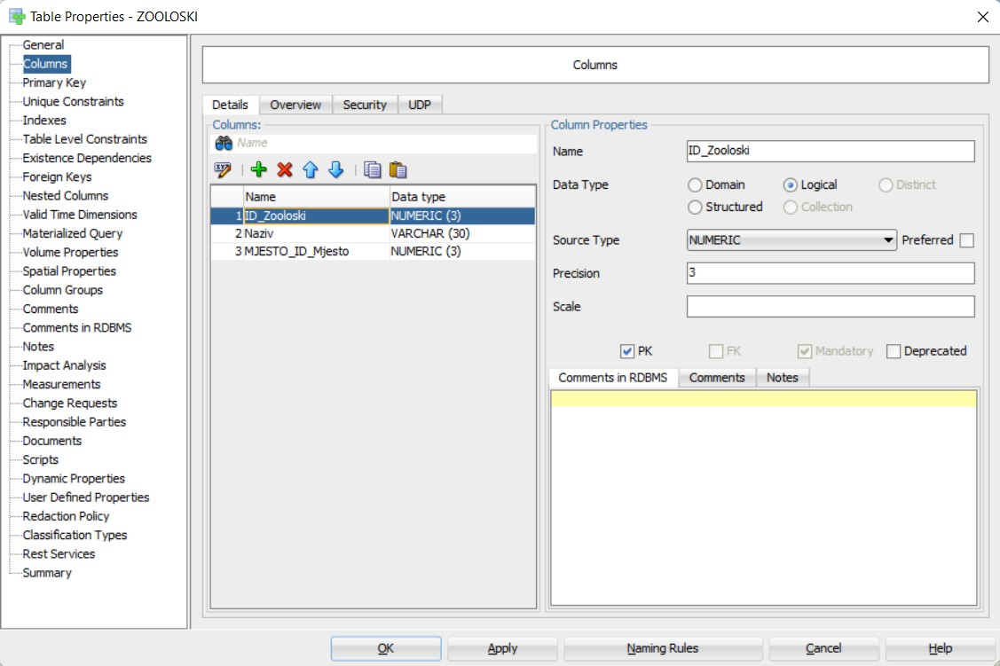 Table Properties - ZOOLOSKI
General
Columns
Primary Key
Unique Constraints
Indexes
Table Level Constraints
Existence Dependencies
Foreign Keys
Nested Columns
Valid Time Dimensions
Materialized Query
Volume Properties
Spatial Properties
Column Groups
Comments
Comments in RDBMS
Notes
Impact Analysis
Measurements
Change Requests
Responsible Parties
Documents
Scripts
Dynamic Properties
User Defined Properties
Redaction Policy
Classification Types
Rest Services
Summary
Columns
Details Overview Security UDP
Columns:
Name
XYZ
Name Data type
1 ID_Zooloski NUMERIC (3)
2 Naziv VARCHAR (30)
3 MJESTO_ID_Mjesto NUMERIC (3)
Column Properties
Name ID_Zooloski
Data Type Domain Logical Distinct
Structured Collection
Source Type NUMERIC Preferred
Precision 3
Scale
PK FK Mandatory Deprecated
Comments in RDBMS Comments Notes
OK Apply Naming Rules Cancel Help